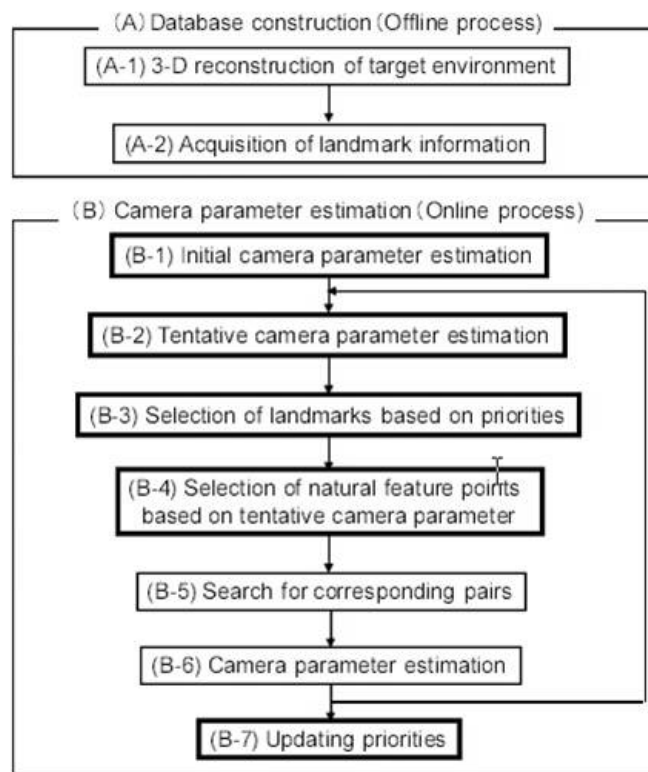 (A) Database construction (Offline process)
(A-1) 3-D reconstruction of target environment
(A-2) Acquisition of landmark information
(B) Camera parameter estimation (Online process)
(B-1) Initial camera parameter estimation
(B-2) Tentative camera parameter estimation
(B-3) Selection of landmarks based on priorities
(B-4) Selection of natural feature points
based on tentative camera parameter
(B-5) Search for corresponding pairs
(B-6) Camera parameter estimation
(B-7) Updating priorities